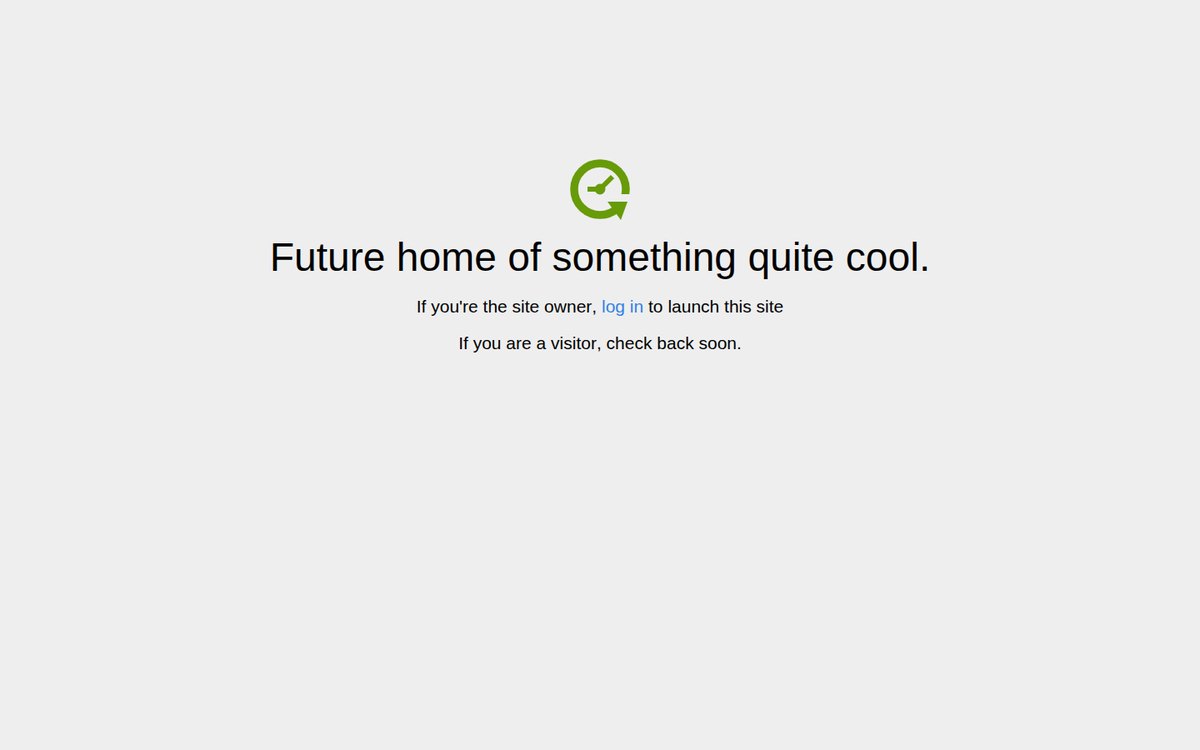 Future home of something quite cool.
If you're the site owner, log in to launch this site
If you are a visitor, check back soon.